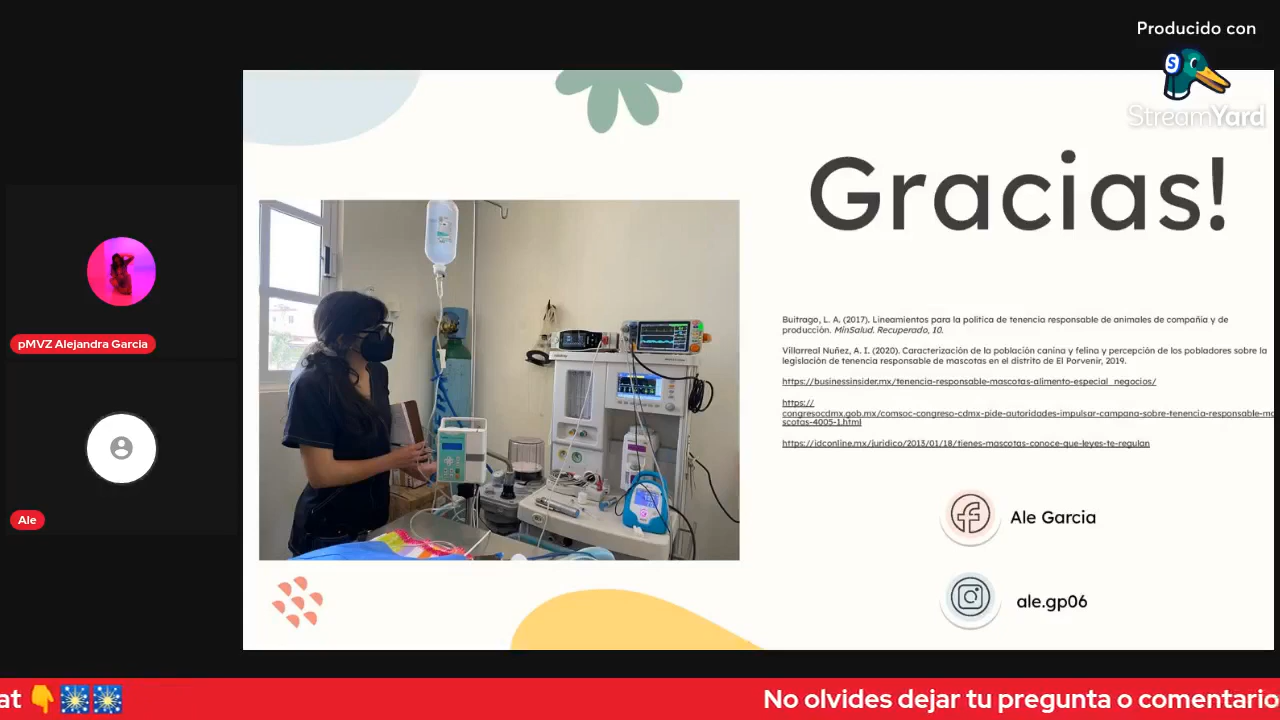 Producido con
StreamYard
Gracias!
Buitrago, L. A. (2017). Lineamientos para la política de tenencia responsable de animales de compañía y de
producción. MinSalud. Recuperado, 10.
Villarreal Nuñez, A. I. (2020). Caracterización de la población canina y felina y percepción de los pobladores sobre la
legislación de tenencia responsable de mascotas en el distrito de El Porvenir, 2019.
https://businessinsider.mx/tenencia-responsable-mascotas-alimento-especial_negocios/
https://
congresocdmx.gob.mx/comsoc-congreso-cdmx-pide-autoridades-impulsar-campana-sobre-tenencia-responsable-ma
scotas-4005-1.html
https://idconline.mx/juridico/2013/01/18/tienes-mascotas-conoce-que-leyes-te-regulan
Ale Garcia
ale.gp06
pMVZ Alejandra Garcia
Ale
at 👇🎆🎆 No olvides dejar tu pregunta o comentario